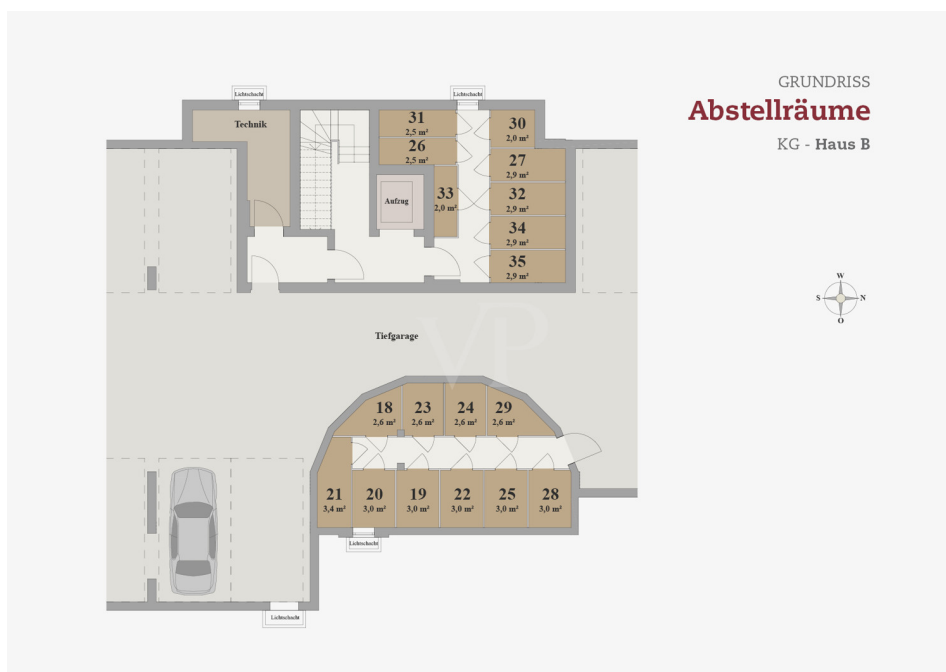 GRUNDRISS
Abstellräume
KG - Haus B
Lichtschacht
Lichtschacht
Technik
31
2,5 m²
26
2,5 m²
30
2,0 m²
27
2,9 m²
33
2,0 m²
32
2,9 m²
Aufzug
34
2,9 m²
35
2,9 m²
W
S
N
O
Tiefgarage
VP
18
2,6 m²
23
2,6 m²
24
2,6 m²
29
2,6 m²
21
3,4 m²
20
3,0 m²
19
3,0 m²
22
3,0 m²
25
3,0 m²
28
3,0 m²
Lichtschacht
Lichtschacht